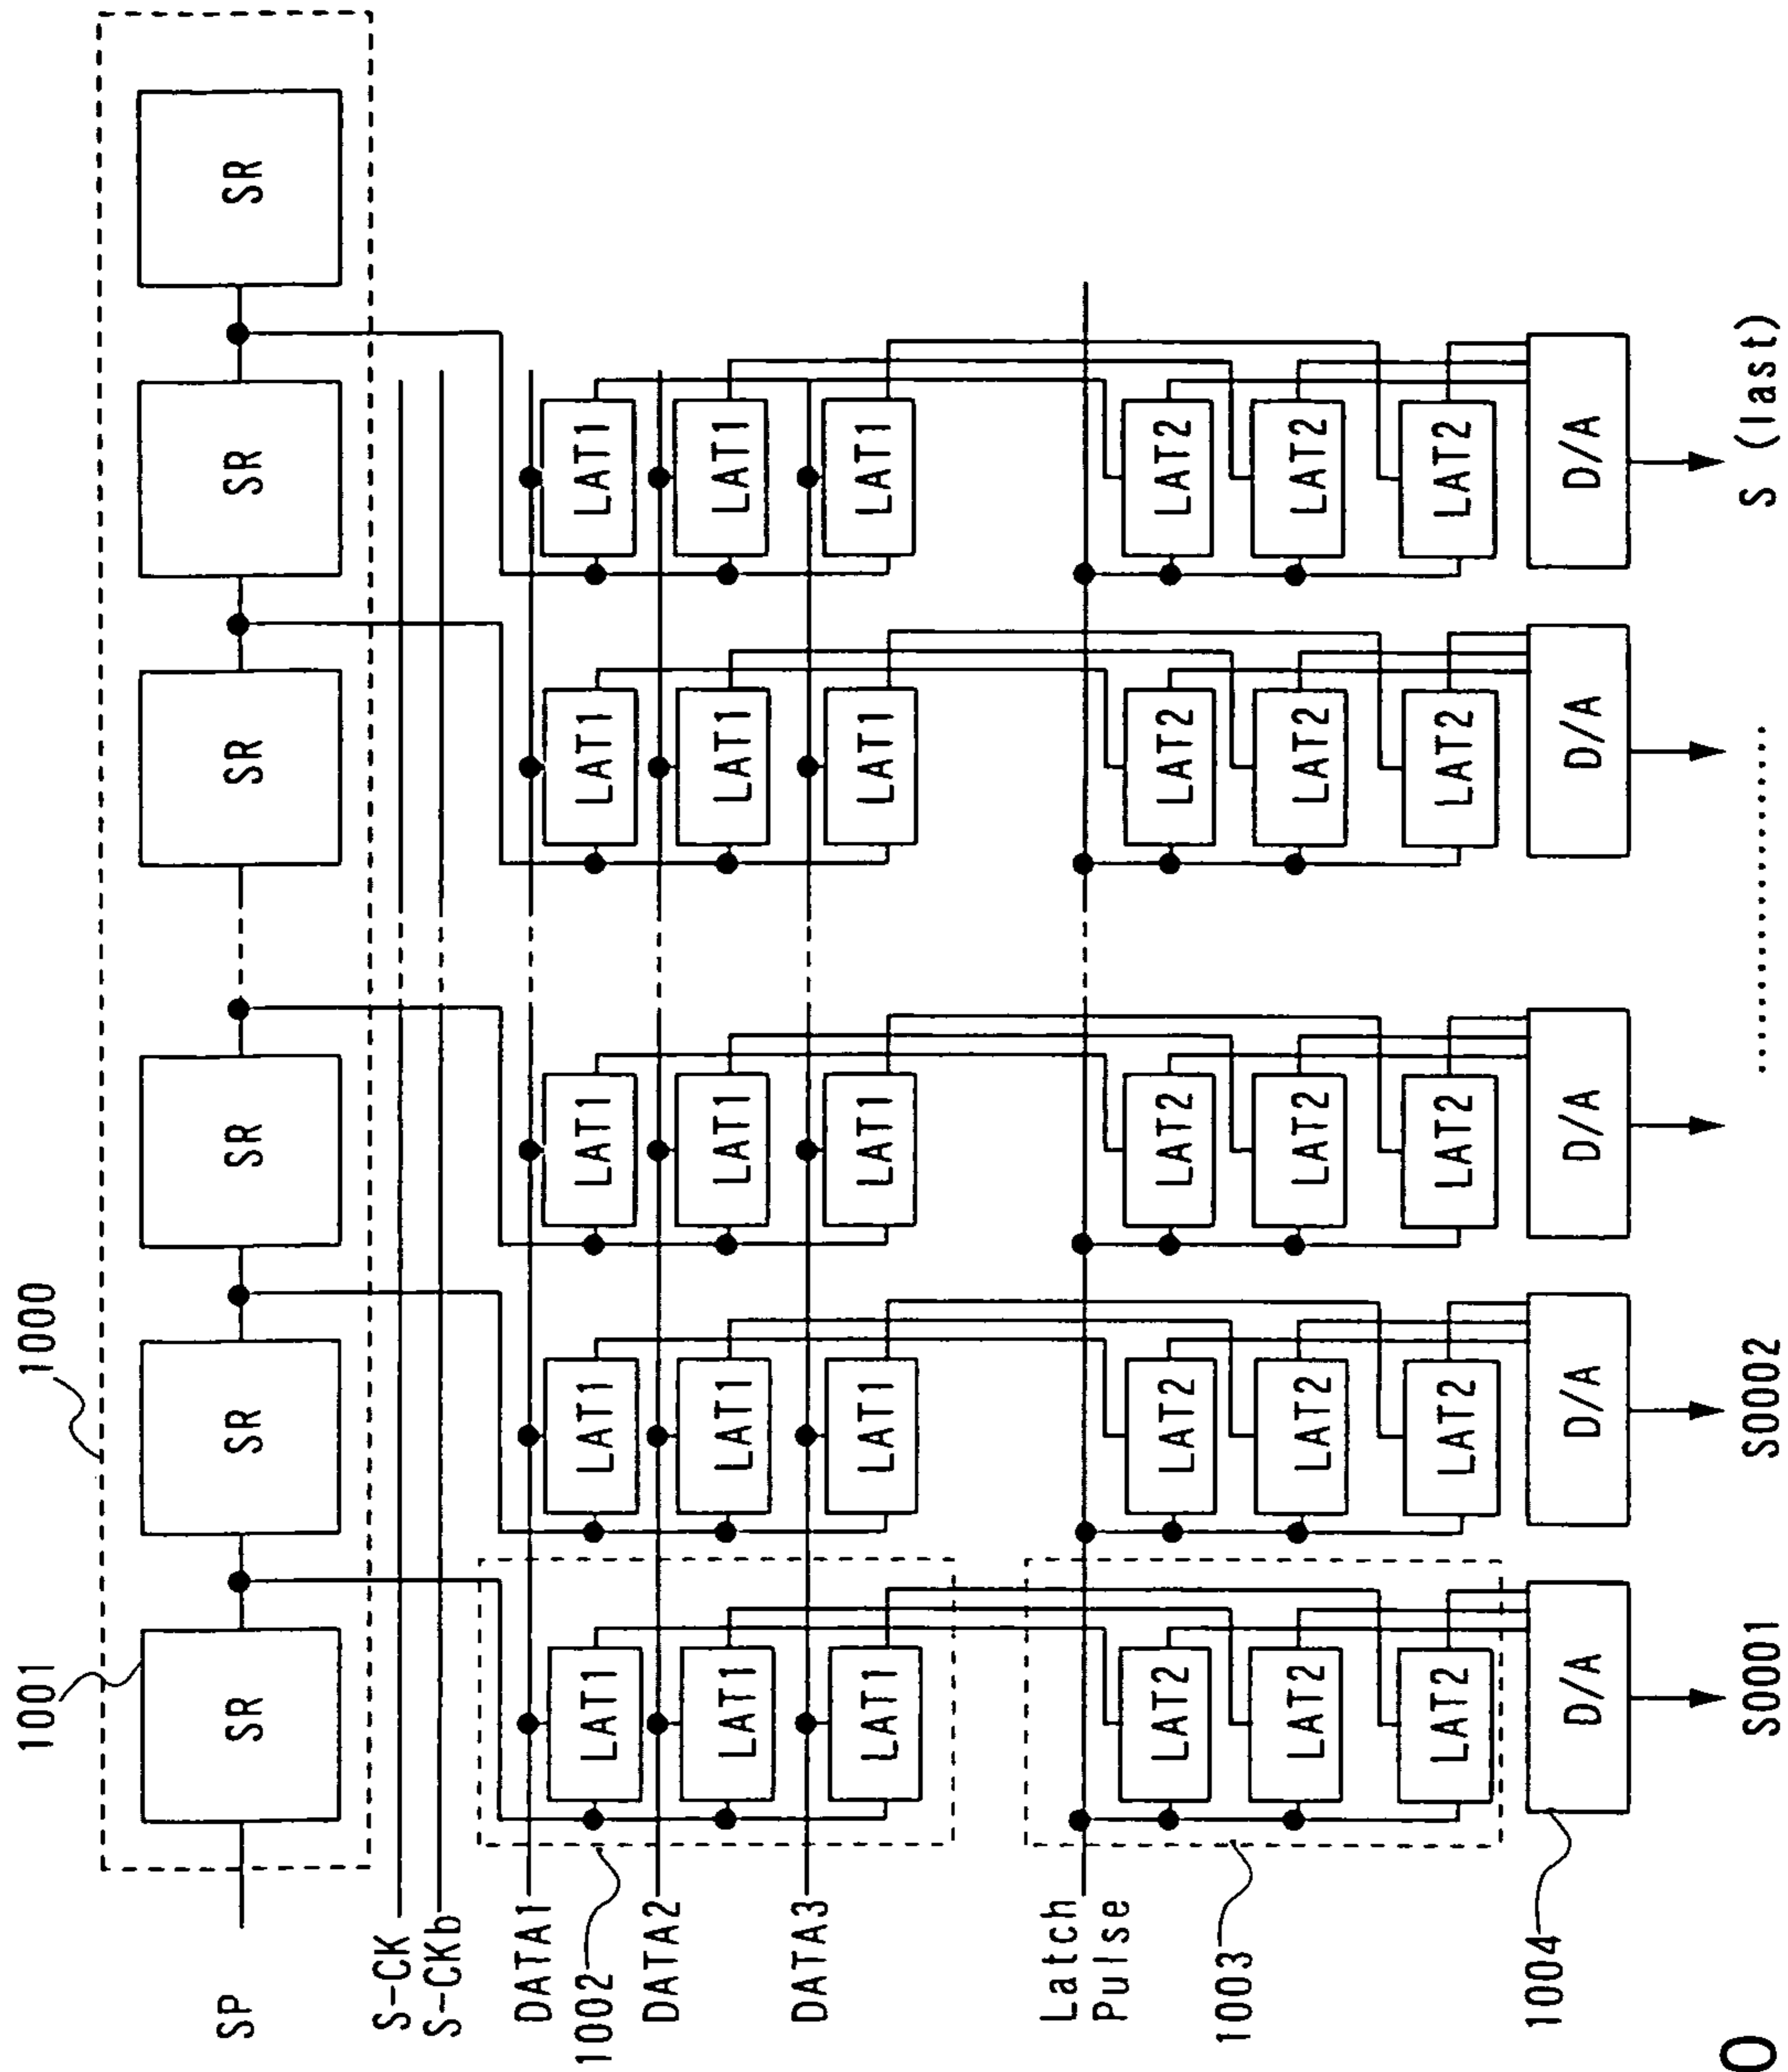 1001 1000
SP SR SR SR SR SR SR
S-CK
S-CKb
DATA1
LAT1 LAT1 LAT1 LAT1 LAT1
1002
DATA2
LAT1 LAT1 LAT1 LAT1 LAT1
DATA3
LAT1 LAT1 LAT1 LAT1 LAT1
Latch
Pulse
LAT2 LAT2 LAT2 LAT2 LAT2
1003
LAT2 LAT2 LAT2 LAT2 LAT2
LAT2 LAT2 LAT2 LAT2 LAT2
1004
D/A D/A D/A D/A D/A
S0001 S0002 .................... S (last)